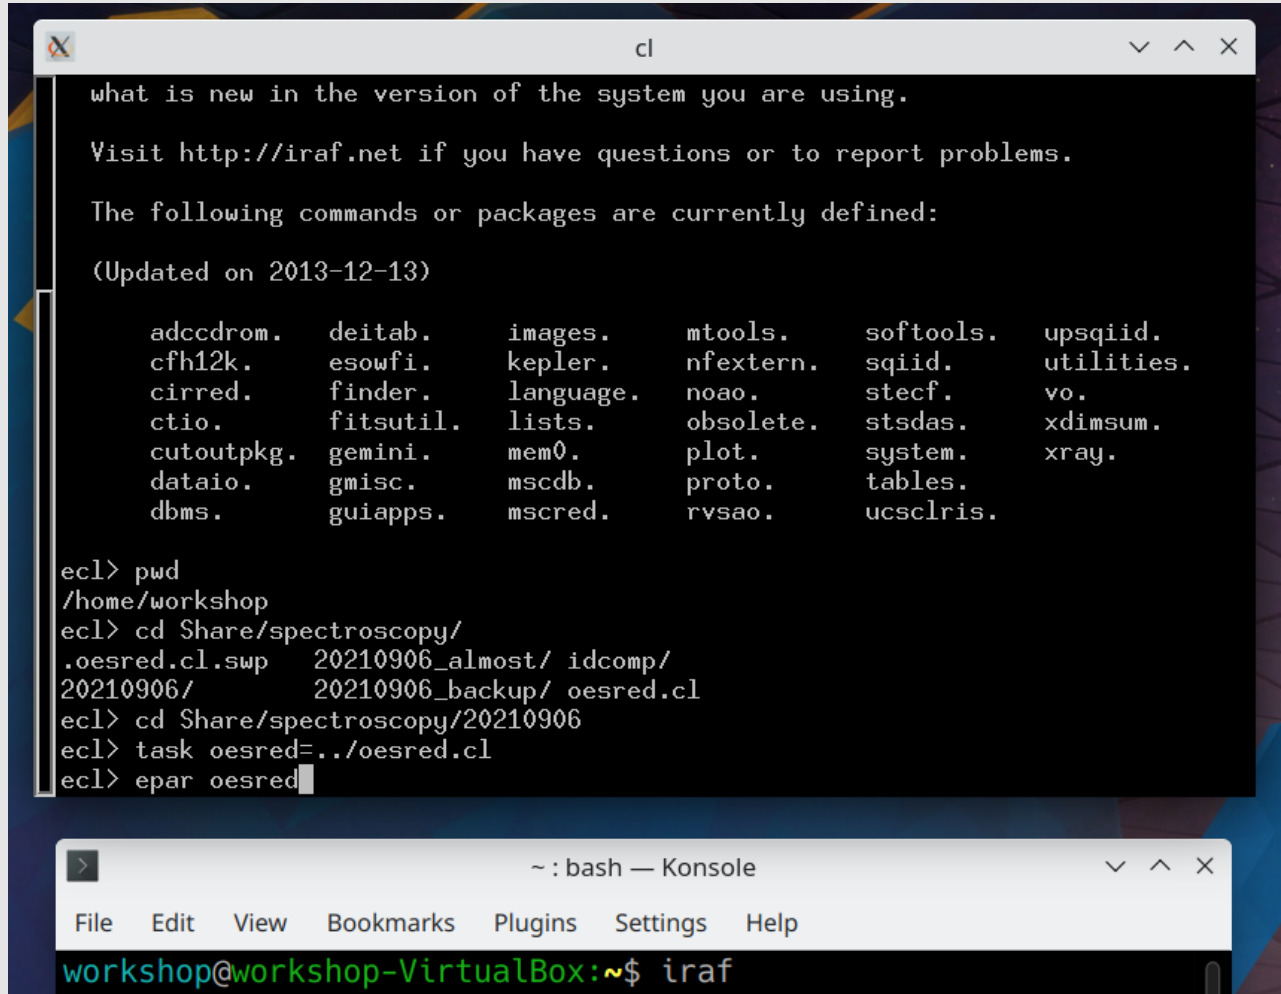 cl
what is new in the version of the system you are using.
Visit http://iraf.net if you have questions or to report problems.
The following commands or packages are currently defined:
(Updated on 2013-12-13)
adccdrom. deitab. images. mtools. softools. upsqiid.
cfh12k. esowfi. kepler. nfextern. sqiid. utilities.
cirred. finder. language. noao. stecf. vo.
ctio. fitsutil. lists. obsolete. stsdas. xdimsum.
cutoutpkg. gemini. mem0. plot. system. xray.
dataio. gmisc. mscdb. proto. tables.
dbms. guiapps. mscred. rvsao. ucsclris.
ecl> pwd
/home/workshop
ecl> cd Share/spectroscopy/
.oesred.cl.swp 20210906_almost/ idcomp/
20210906/ 20210906_backup/ oesred.cl
ecl> cd Share/spectroscopy/20210906
ecl> task oesred=../oesred.cl
ecl> epar oesred
~ : bash — Konsole
File Edit View Bookmarks Plugins Settings Help
workshop@workshop-VirtualBox:~$ iraf